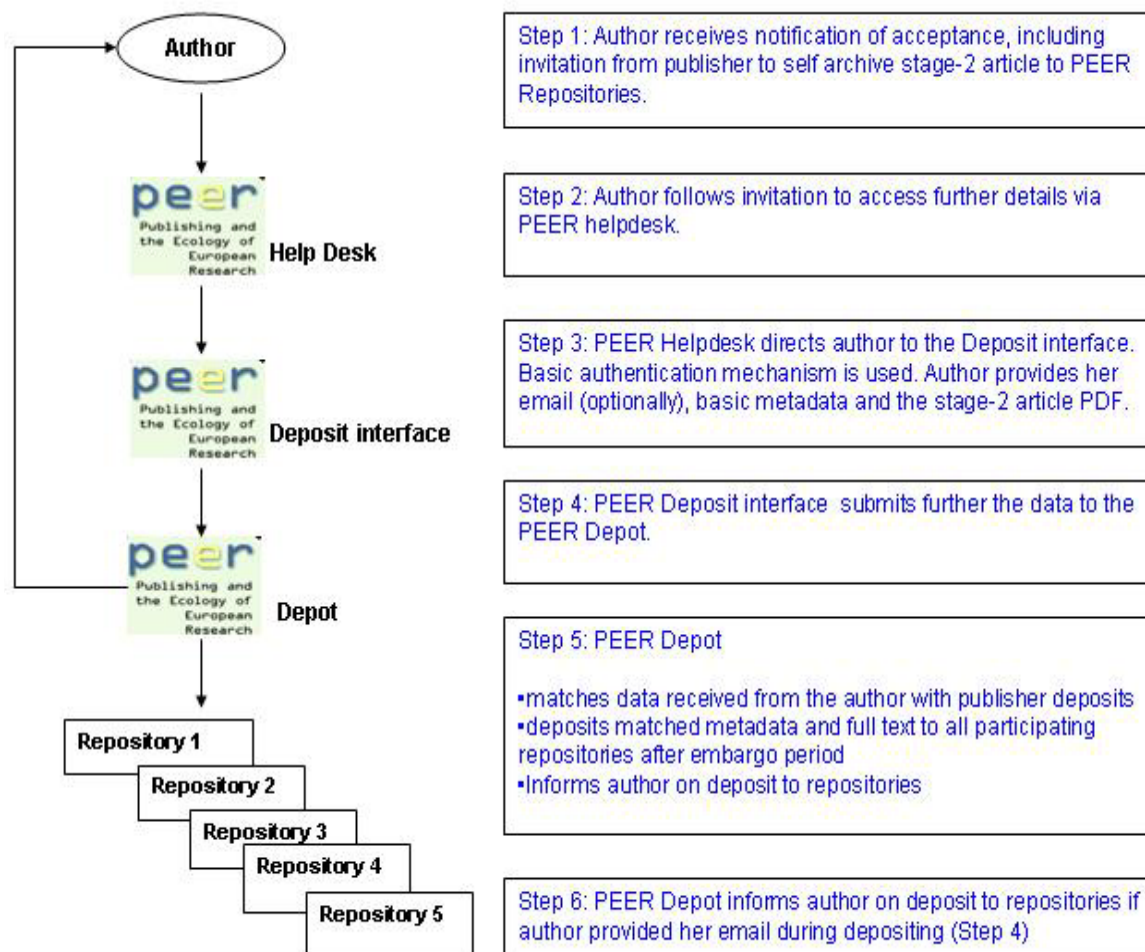 Author
peer
Publishing and
the Ecology of
European
Research
Help Desk
peer
Publishing and
the Ecology of
European
Research
Deposit interface
peer
Publishing and
the Ecology of
European
Research
Depot
Repository 1
Repository 2
Repository 3
Repository 4
Repository 5
Step 1: Author receives notification of acceptance, including
invitation from publisher to self archive stage-2 article to PEER
Repositories.
Step 2: Author follows invitation to access further details via
PEER helpdesk.
Step 3: PEER Helpdesk directs author to the Deposit interface.
Basic authentication mechanism is used. Author provides her
email (optionally), basic metadata and the stage-2 article PDF.
Step 4: PEER Deposit interface submits further the data to the
PEER Depot.
Step 5: PEER Depot
▪matches data received from the author with publisher deposits
▪deposits matched metadata and full text to all participating
repositories after embargo period
▪Informs author on deposit to repositories
Step 6: PEER Depot informs author on deposit to repositories if
author provided her email during depositing (Step 4)